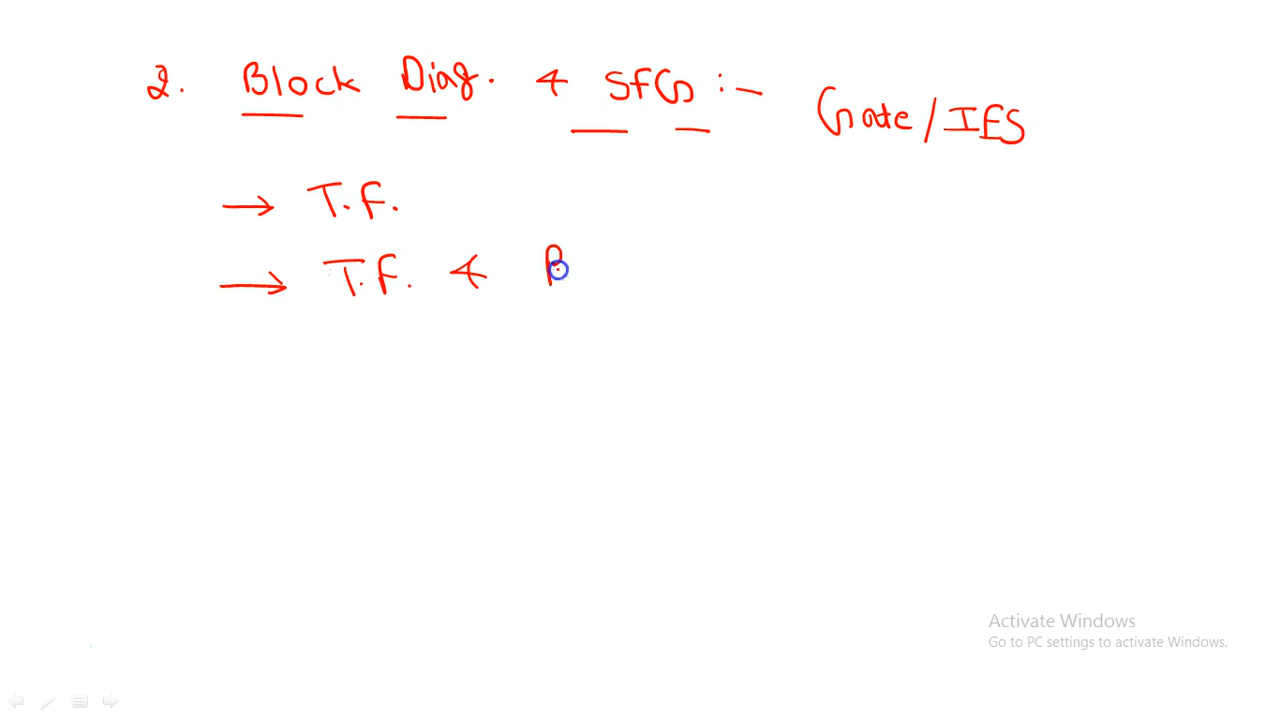 2. Block Diag. & SFG :-
Gate/IES
→ T.F.
→ T.F. &
Activate Windows
Go to PC settings to activate Windows.